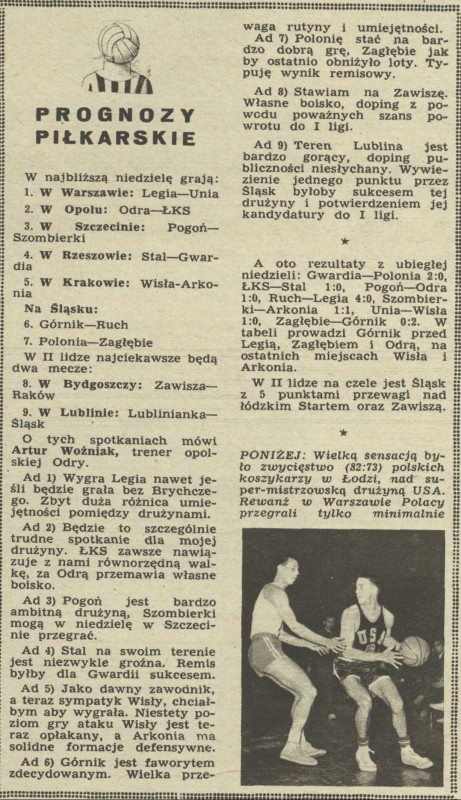 PROGNOZY
PIŁKARSKIE
W najbliższą niedzielę grają:
1. W Warszawie: Legia—Unia
2. W Opolu: Odra—ŁKS
3. W Szczecinie: Pogoń—
Szombierki
4. W Rzeszowie: Stal—Gwar-
dia
5. W Krakowie: Wisła-Arko-
nia
Na Śląsku:
6. Górnik—Ruch
7. Polonia—Zagłębie
W II lidze najciekawsze będą
dwa mecze:
8. W Bydgoszczy: Zawisza—
Raków
9. W Lublinie: Lublinianka—
Śląsk
O tych spotkaniach mówi
Artur Woźniak, trener opol-
skiej Odry.
Ad 1) Wygra Legia nawet je-
śli będzie grała bez Brychcze-
go. Zbyt duża różnica umie-
jętności pomiędzy drużynami.
Ad 2) Będzie to szczególnie
trudne spotkanie dla mojej
drużyny. ŁKS zawsze nawią-
zuje z nami równorzędną wal-
kę, za Odrą przemawia własne
boisko.
Ad 3) Pogoń jest bardzo
ambitną drużyną, Szombierki
mogą w niedzielę w Szczeci-
nie przegrać.
Ad 4) Stal na swoim terenie
jest niezwykle groźna. Remis
byłby dla Gwardii sukcesem.
Ad 5) Jako dawny zawodnik,
a teraz sympatyk Wisły, chciał-
bym aby wygrała. Niestety po-
ziom gry ataku Wisły jest te-
raz opłakany, a Arkonia ma
solidne formacje defensywne.
Ad 6) Górnik jest faworytem
zdecydowanym. Wielka prze-
waga rutyny i umiejętności.
Ad 7) Polonię stać na bar-
dzo dobrą grę, Zagłębie jak
by ostatnio obniżyło loty. Ty-
puję wynik remisowy.
Ad 8) Stawiam na Zawiszę.
Własne boisko, doping z po-
wodu poważnych szans po-
wrotu do I ligi.
Ad 9) Teren Lublina jest
bardzo gorący, doping pu-
bliczności niesłychany. Wywie-
zienie jednego punktu przez
Śląsk byłoby sukcesem tej
drużyny i potwierdzeniem jej
kandydatury do I ligi.
★
A oto rezultaty z ubiegłej
niedzieli: Gwardia—Polonia 2:0,
ŁKS—Stal 1:0, Pogoń—Odra
1:0, Ruch—Legia 4:0, Szombier-
ki—Arkonia 1:1, Unia—Wisła
1:0, Zagłębie—Górnik 0:2. W
tabeli prowadzi Górnik przed
Legią, Zagłębiem i Odrą, na
ostatnich miejscach Wisła i
Arkonia.
W II lidze na czele jest Śląsk
z 5 punktami przewagi nad
łódzkim Startem oraz Zawiszą.
★
PONIŻEJ: Wielką sensacją by-
ło zwycięstwo (82:73) polskich
koszykarzy w Łodzi, nad su-
per-mistrzowską drużyną USA.
Rewanż w Warszawie Polacy
przegrali tylko minimalnie
USA